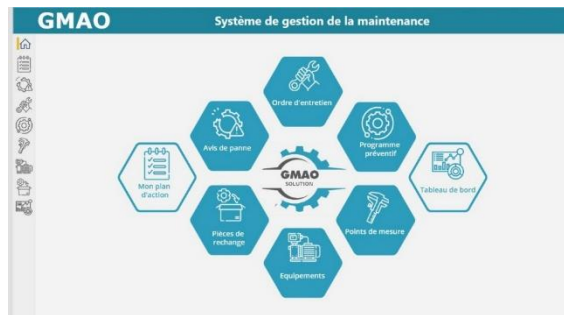 GMAO
Système de gestion de la maintenance
Ordre d'entretien
Avis de panne
Programme
préventif
GMAO
SOLUTION
Mon plan
d'action
Tableau de bord
Pièces de
rechange
Points de mesure
Equipements